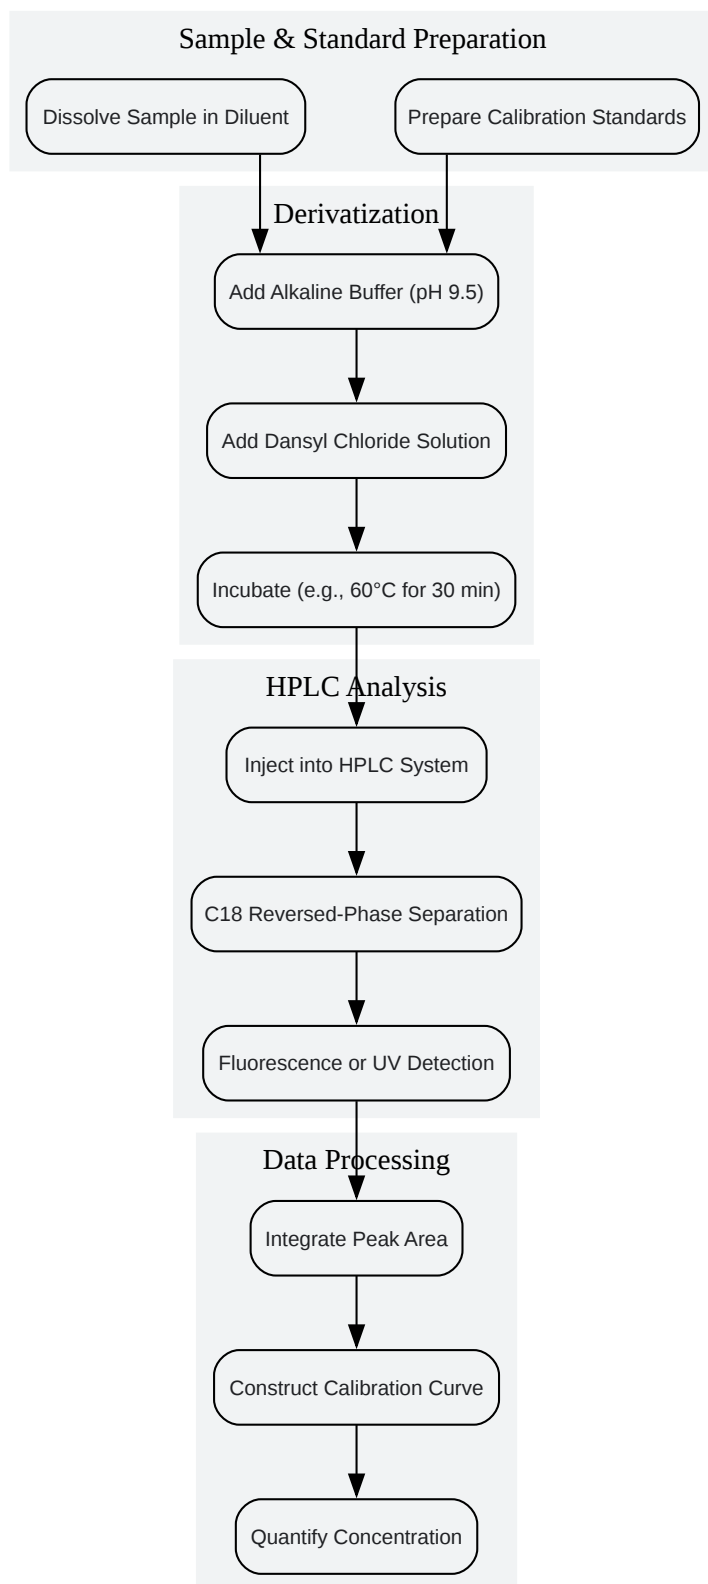 Sample & Standard Preparation
Dissolve Sample in Diluent
Prepare Calibration Standards
Derivatization
Add Alkaline Buffer (pH 9.5)
Add Dansyl Chloride Solution
Incubate (e.g., 60°C for 30 min)
HPLC Analysis
Inject into HPLC System
C18 Reversed-Phase Separation
Fluorescence or UV Detection
Data Processing
Integrate Peak Area
Construct Calibration Curve
Quantify Concentration